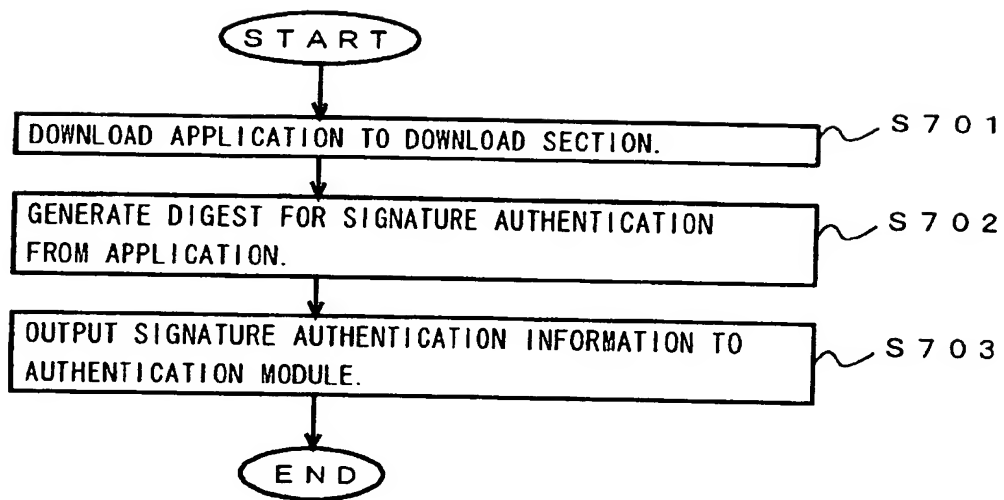 START
DOWNLOAD APPLICATION TO DOWNLOAD SECTION.
S701
GENERATE DIGEST FOR SIGNATURE AUTHENTICATION
FROM APPLICATION.
S702
OUTPUT SIGNATURE AUTHENTICATION INFORMATION TO
AUTHENTICATION MODULE.
S703
END